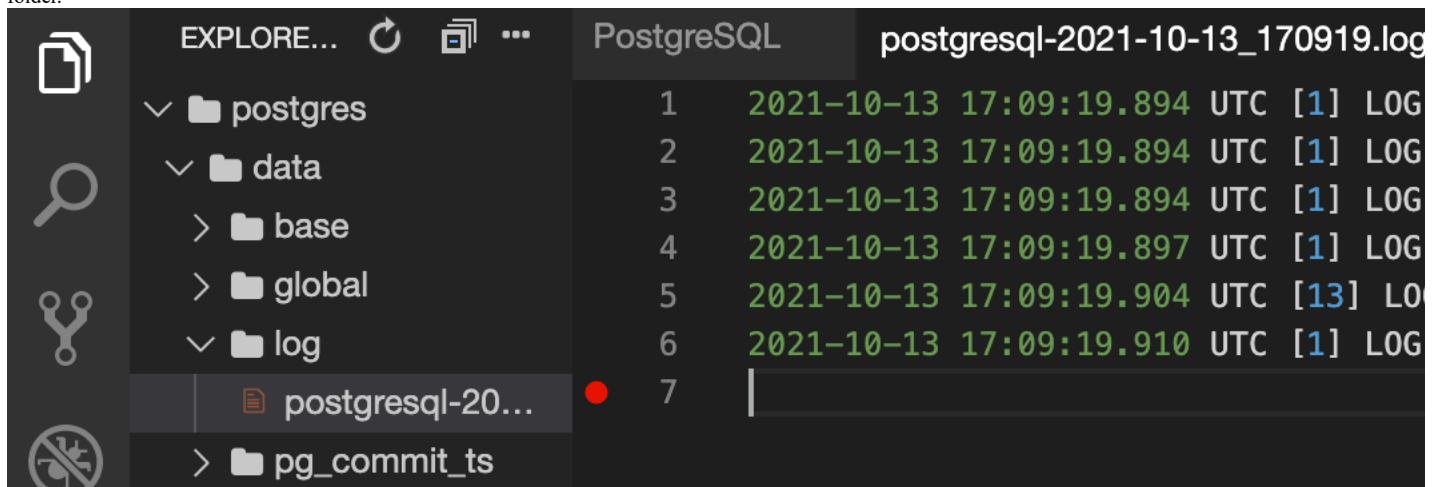 folder.
EXPLORE... PostgreSQL postgresql-2021-10-13_170919.log
postgres
data
base
global
log
postgresql-20...
pg_commit_ts
1 2021-10-13 17:09:19.894 UTC [1] LOG
2 2021-10-13 17:09:19.894 UTC [1] LOG
3 2021-10-13 17:09:19.894 UTC [1] LOG
4 2021-10-13 17:09:19.897 UTC [1] LOG
5 2021-10-13 17:09:19.904 UTC [13] LO
6 2021-10-13 17:09:19.910 UTC [1] LOG
7